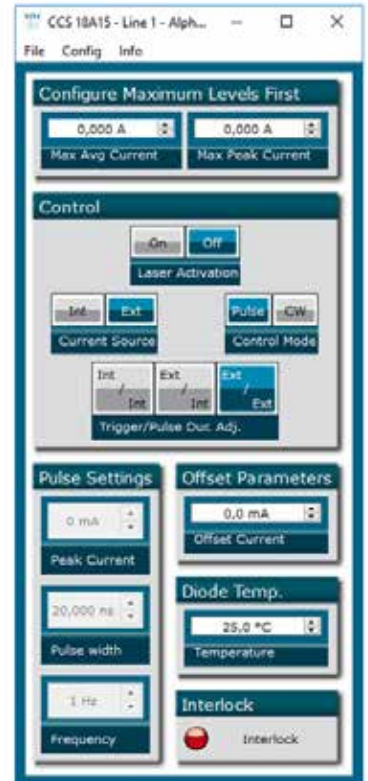 CCS 18A15 - Line 1 - Alph...
File Config Info
Configure Maximum Levels First
0,000 A 0,000 A
Max Avg Current Max Peak Current
Control
On Off
Laser Activation
Int Ext Pulse CW
Current Source Control Mode
Int / Int Ext / Int Ext / Ext
Trigger/Pulse Dur. Adj.
Pulse Settings
0 mA
Peak Current
20,000 ns
Pulse width
1 Hz
Frequency
Offset Parameters
0,0 mA
Offset Current
Diode Temp.
25,0 °C
Temperature
Interlock
Interlock